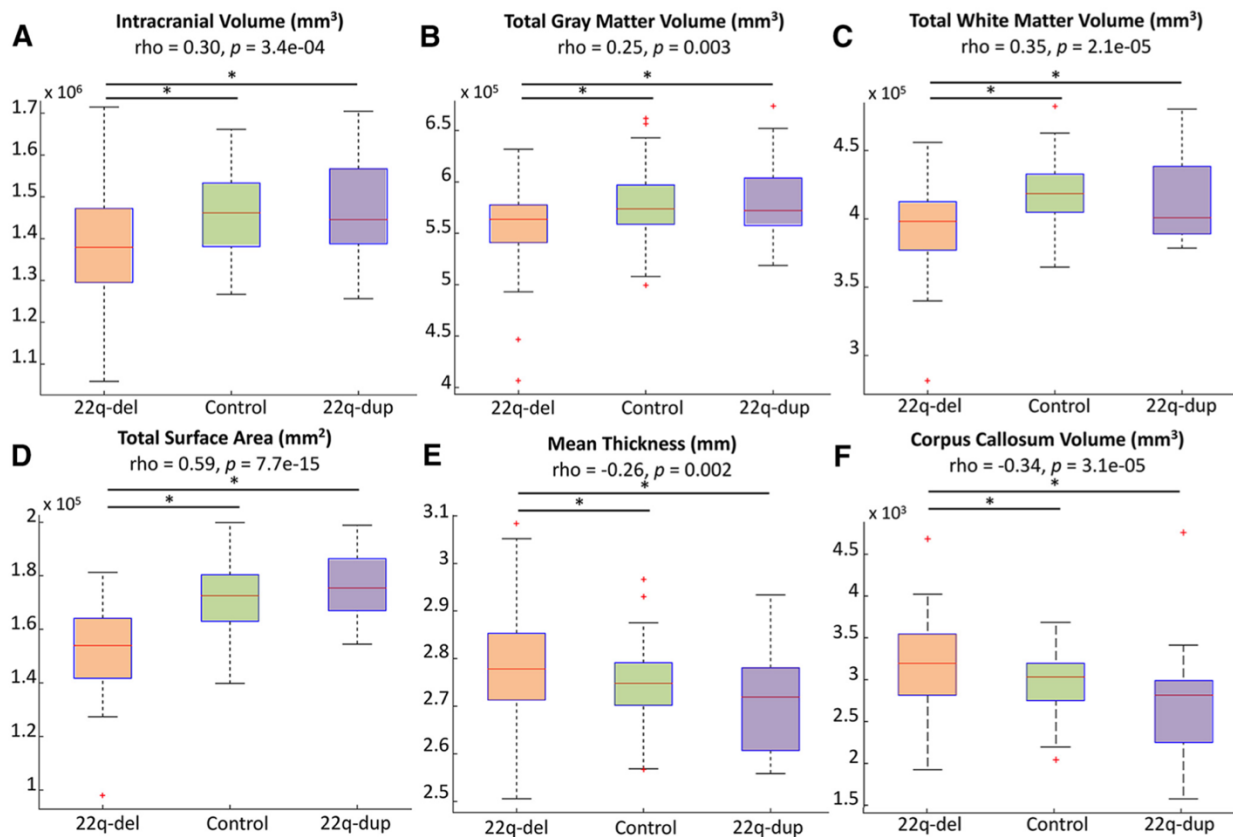 A
Intracranial Volume (mm³)
rho = 0.30, p = 3.4e-04
*
*
x 10⁶
1.7
1.6
1.5
1.4
1.3
1.2
1.1
22q-del Control 22q-dup
B
Total Gray Matter Volume (mm³)
rho = 0.25, p = 0.003
*
*
x 10⁵
6.5
6
5.5
5
4.5
4
22q-del Control 22q-dup
C
Total White Matter Volume (mm³)
rho = 0.35, p = 2.1e-05
*
*
x 10⁵
4.5
4
3.5
3
22q-del Control 22q-dup
D
Total Surface Area (mm²)
rho = 0.59, p = 7.7e-15
*
*
x 10⁵
2
1.8
1.6
1.4
1.2
1
22q-del Control 22q-dup
E
Mean Thickness (mm)
rho = -0.26, p = 0.002
*
*
3.1
3
2.9
2.8
2.7
2.6
2.5
22q-del Control 22q-dup
F
Corpus Callosum Volume (mm³)
rho = -0.34, p = 3.1e-05
*
*
x 10³
4.5
4
3.5
3
2.5
2
1.5
22q-del Control 22q-dup